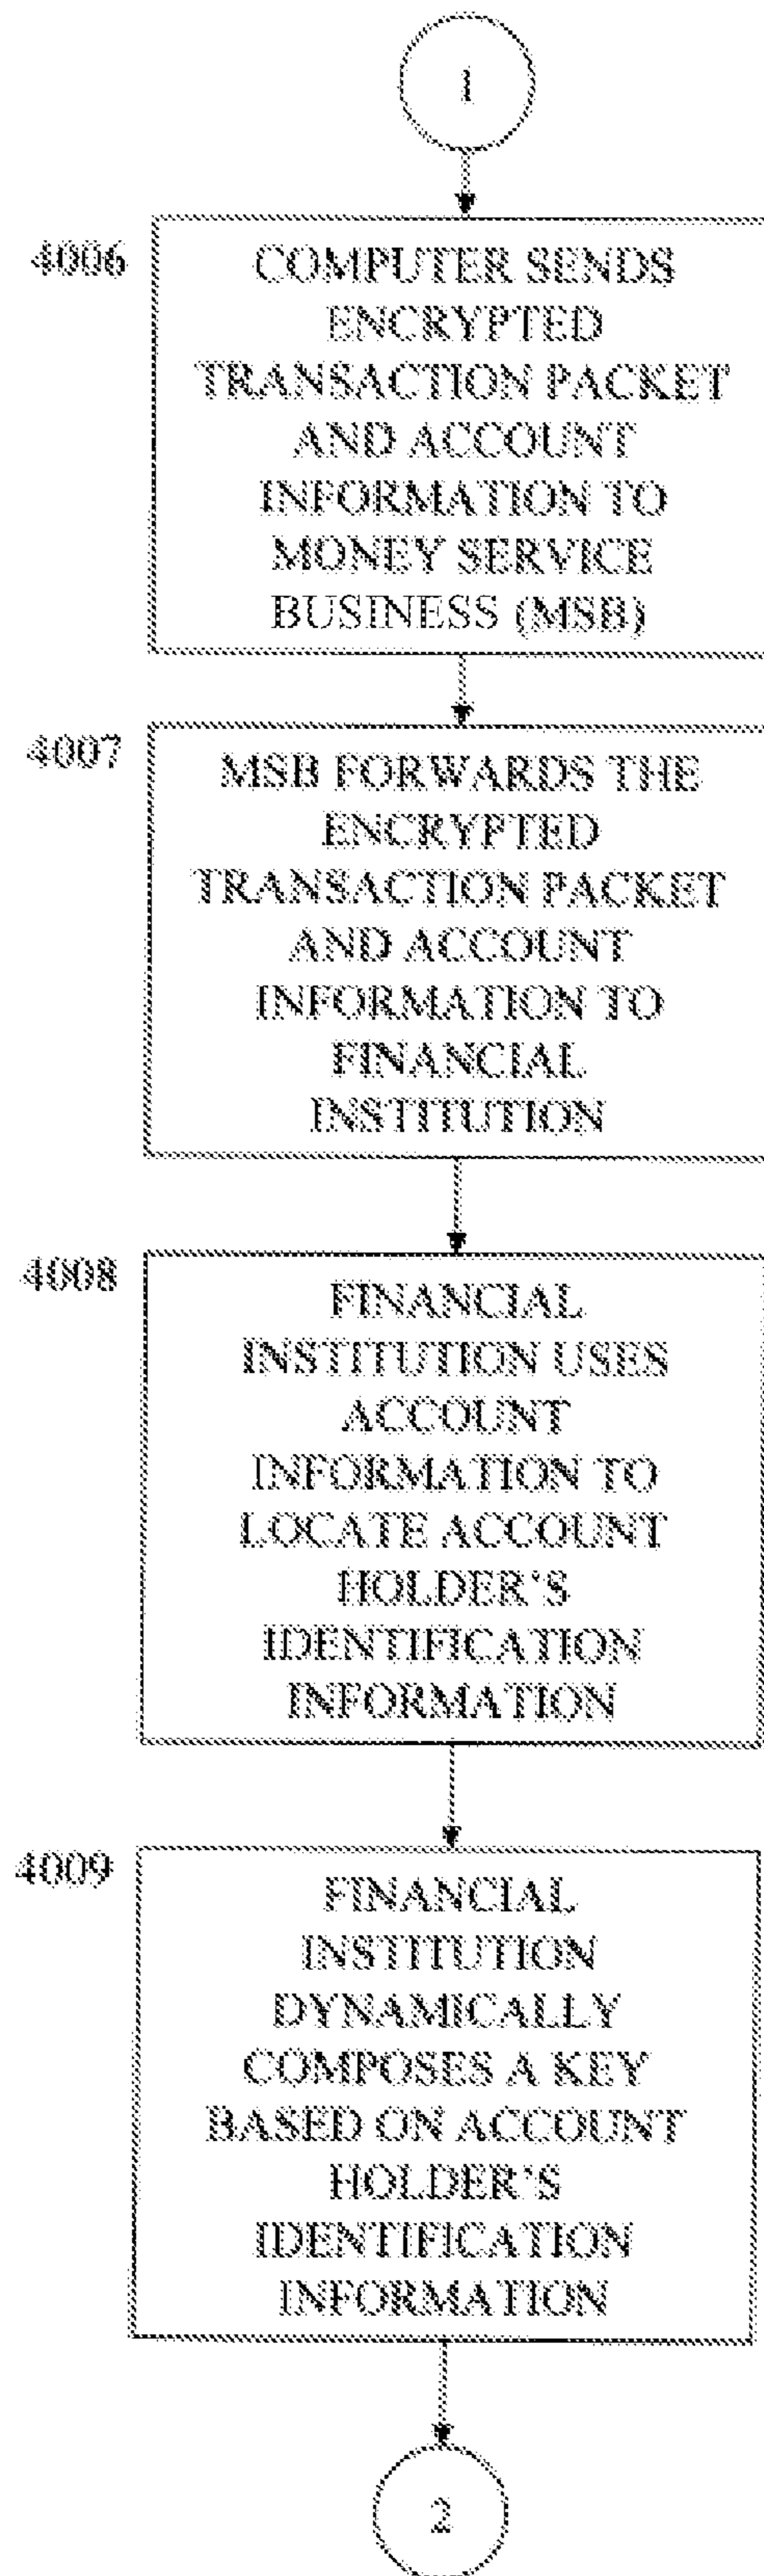 1
4006
COMPUTER SENDS
ENCRYPTED
TRANSACTION PACKET
AND ACCOUNT
INFORMATION TO
MONEY SERVICE
BUSINESS (MSB)
4007
MSB FORWARDS THE
ENCRYPTED
TRANSACTION PACKET
AND ACCOUNT
INFORMATION TO
FINANCIAL
INSTITUTION
4008
FINANCIAL
INSTITUTION USES
ACCOUNT
INFORMATION TO
LOCATE ACCOUNT
HOLDER'S
IDENTIFICATION
INFORMATION
4009
FINANCIAL
INSTITUTION
DYNAMICALLY
COMPOSES A KEY
BASED ON ACCOUNT
HOLDER'S
IDENTIFICATION
INFORMATION
2